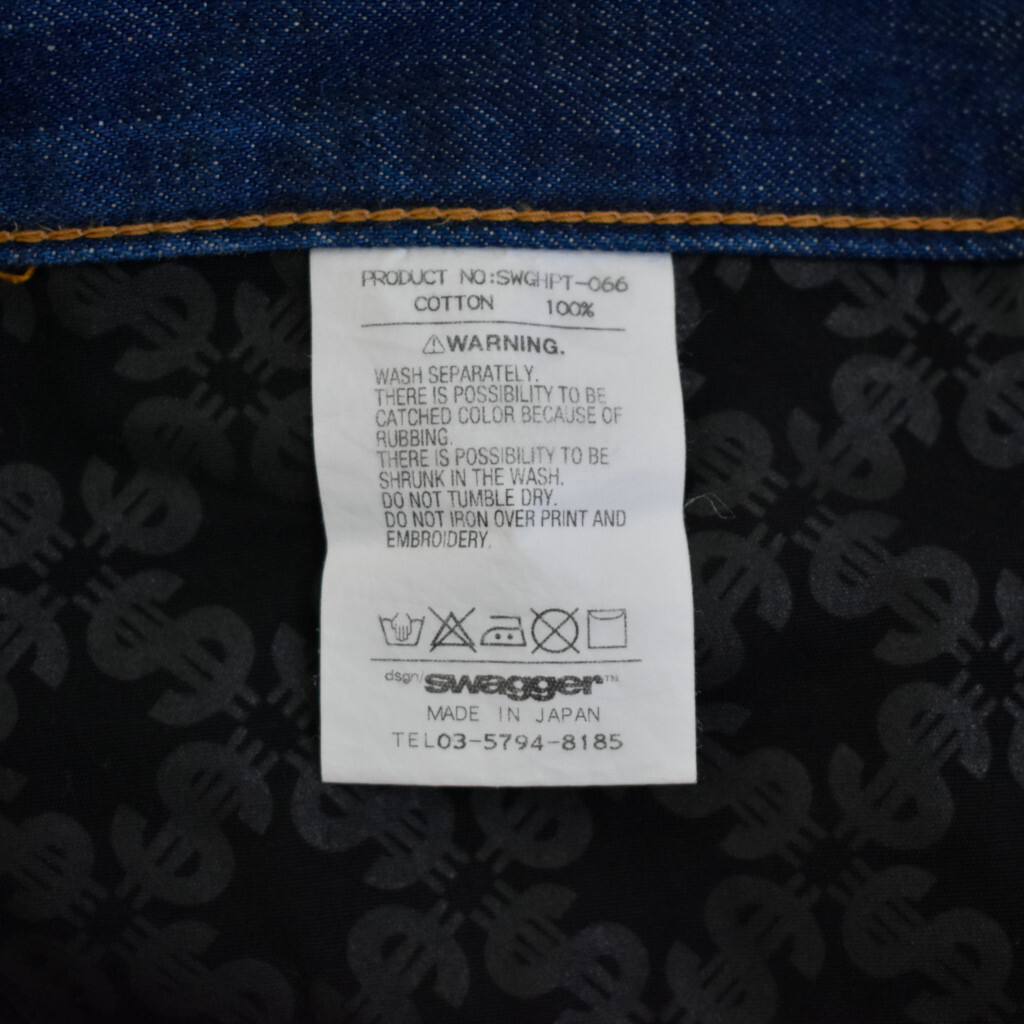 PRODUCT NO:SWGHPT-066
COTTON 100%
⚠WARNING.
WASH SEPARATELY.
THERE IS POSSIBILITY TO BE
CATCHED COLOR BECAUSE OF
RUBBING.
THERE IS POSSIBILITY TO BE
SHRUNK IN THE WASH.
DO NOT TUMBLE DRY.
DO NOT IRON OVER PRINT AND
EMBROIDERY.
dsgn/swagger™
MADE IN JAPAN
TEL03-5794-8185